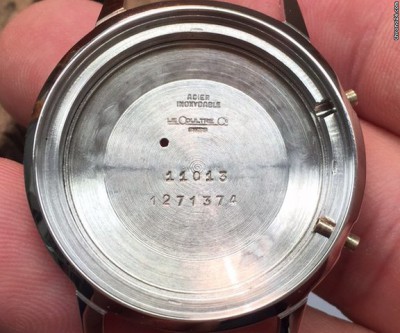 ACIER
INOXYDABLE
LECOULTRE Co
11013
1271374